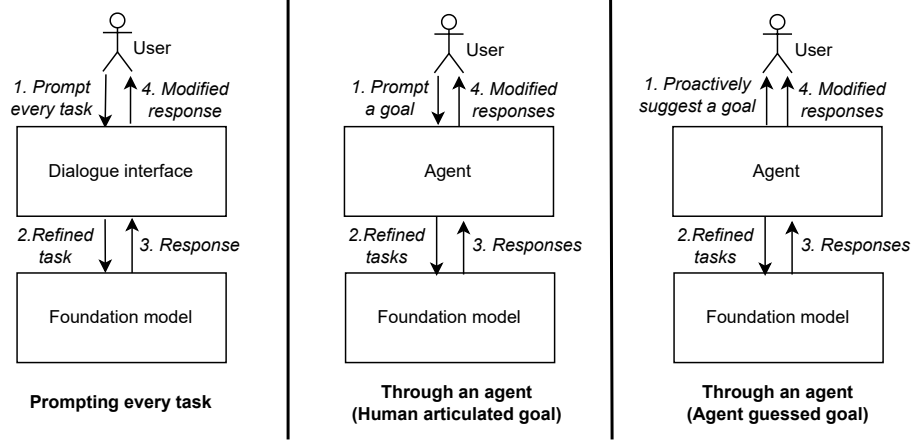 User
1. Prompt
every task
4. Modified
response
Dialogue interface
2.Refined
task
3. Response
Foundation model
Prompting every task
User
1. Prompt
a goal
4. Modified
responses
Agent
2.Refined
tasks
3. Responses
Foundation model
Through an agent
(Human articulated goal)
User
1. Proactively
suggest a goal
4. Modified
responses
Agent
2.Refined
tasks
3. Responses
Foundation model
Through an agent
(Agent guessed goal)